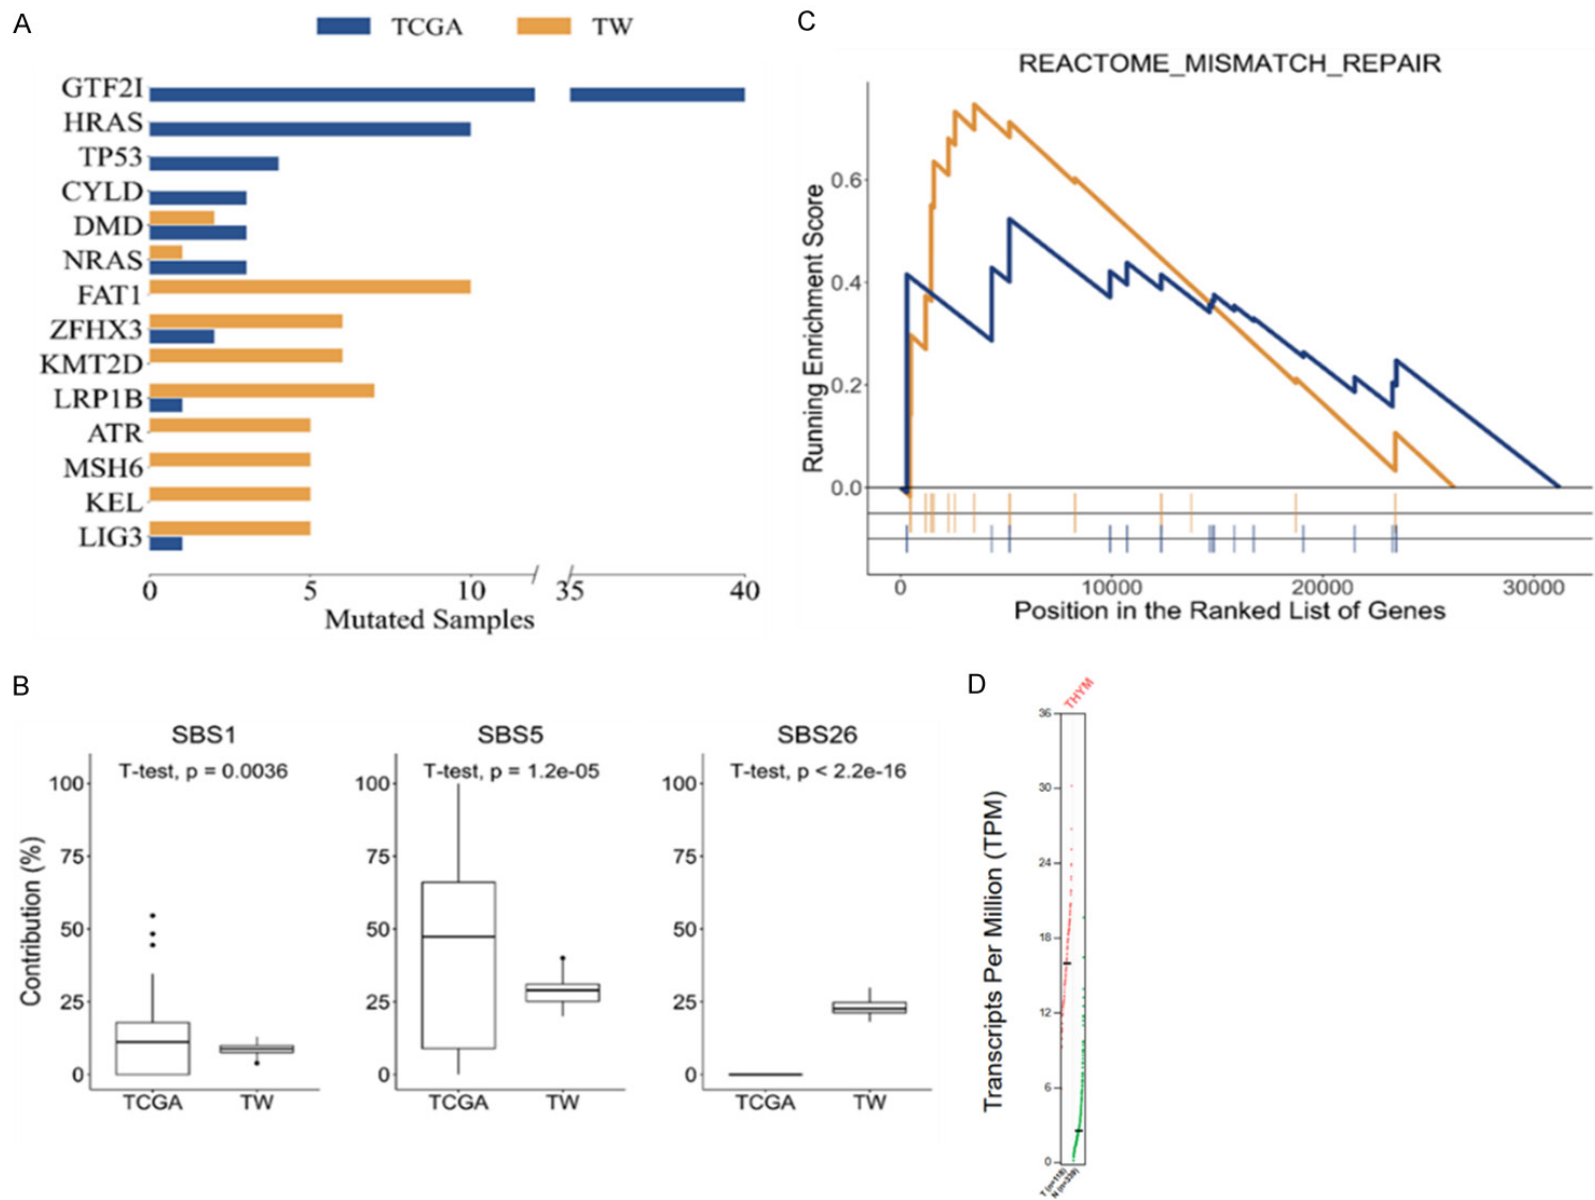 A
TCGA TW
GTF2I
HRAS
TP53
CYLD
DMD
NRAS
FAT1
ZFHX3
KMT2D
LRP1B
ATR
MSH6
KEL
LIG3
0 5 10 35 40
Mutated Samples
C
REACTOME_MISMATCH_REPAIR
Running Enrichment Score
0.6
0.4
0.2
0.0
0 10000 20000 30000
Position in the Ranked List of Genes
B
Contribution (%)
SBS1
T-test, p = 0.0036
100
75
50
25
0
TCGA TW
SBS5
T-test, p = 1.2e-05
100
75
50
25
0
TCGA TW
SBS26
T-test, p < 2.2e-16
100
75
50
25
0
TCGA TW
D
THYM
Transcripts Per Million (TPM)
36
30
24
18
12
6
0
T (n=118)
N (n=339)